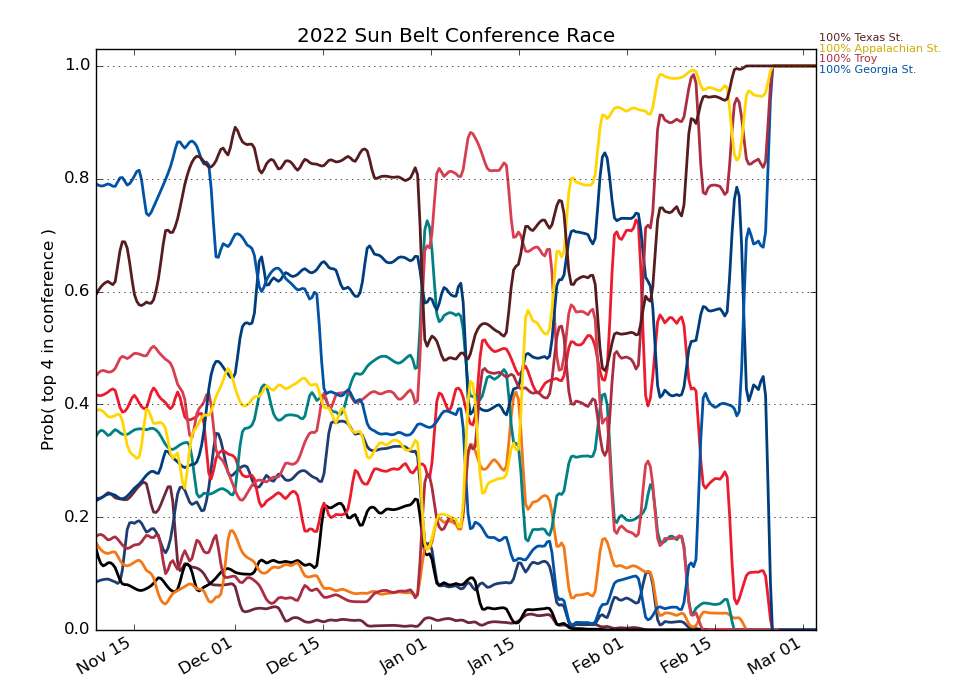 2022 Sun Belt Conference Race
100% Texas St.
100% Appalachian St.
100% Troy
100% Georgia St.
Prob( top 4 in conference )
1.0
0.8
0.6
0.4
0.2
0.0
Nov 15
Dec 01
Dec 15
Jan 01
Jan 15
Feb 01
Feb 15
Mar 01